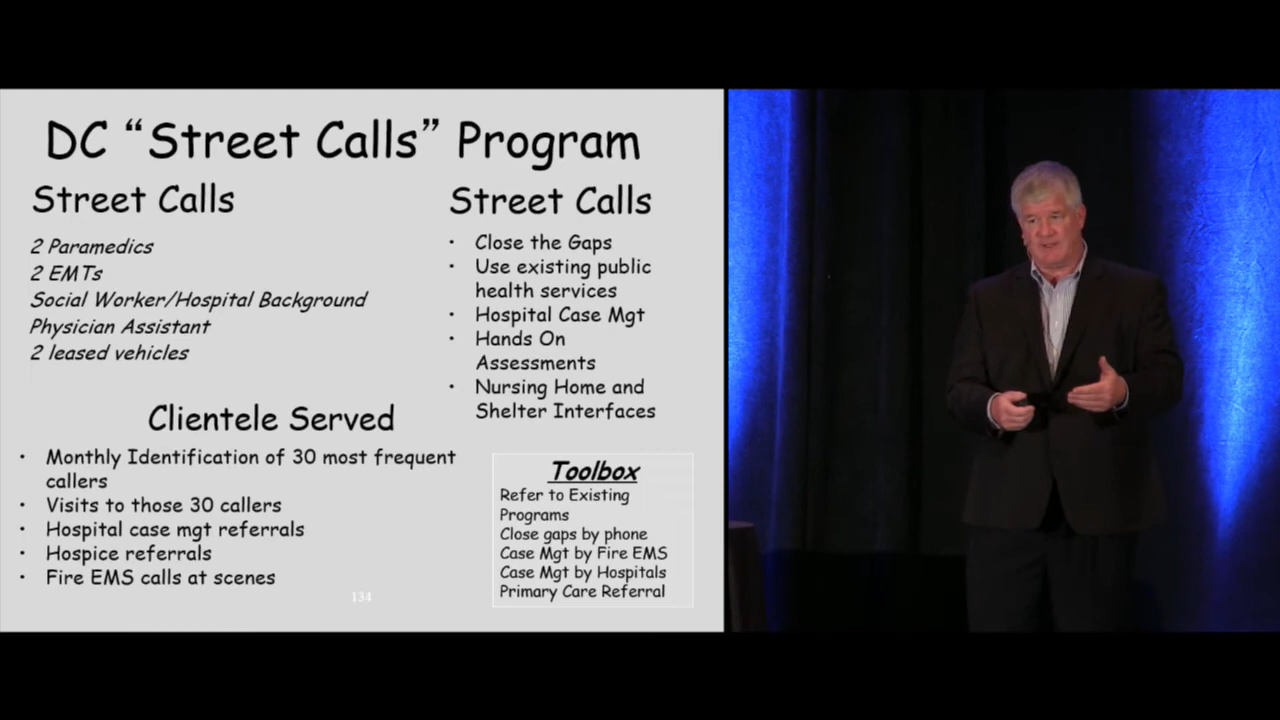 DC “Street Calls” Program
Street Calls
2 Paramedics
2 EMTs
Social Worker/Hospital Background
Physician Assistant
2 leased vehicles
Street Calls
• Close the Gaps
• Use existing public
health services
• Hospital Case Mgt
• Hands On
Assessments
• Nursing Home and
Shelter Interfaces
Clientele Served
• Monthly Identification of 30 most frequent
callers
• Visits to those 30 callers
• Hospital case mgt referrals
• Hospice referrals
• Fire EMS calls at scenes
Toolbox
Refer to Existing
Programs
Close gaps by phone
Case Mgt by Fire EMS
Case Mgt by Hospitals
Primary Care Referral
134